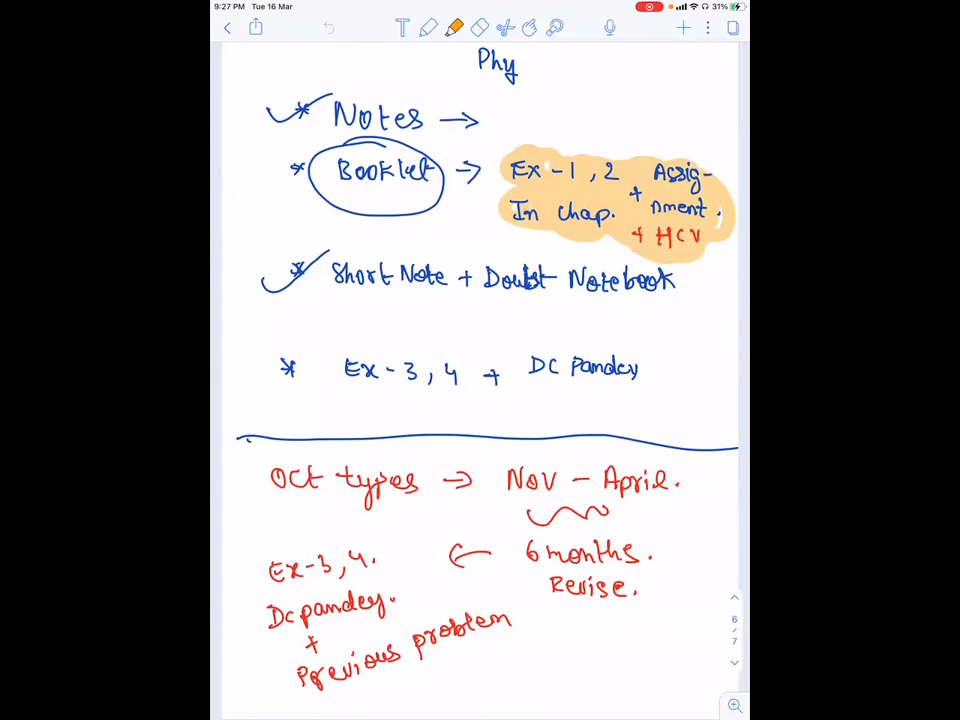 9:27 PM Tue 16 Mar
31%
Phy
* Notes →
* Booklet → Ex-1, 2 + Assig-
In chap. nment.
+ HCV
* Short Note + Doubt Notebook
* Ex-3, 4 + DC Pandey
Oct types → Nov - April.
Ex-3, 4. ← 6 months.
Revise.
Dc pandey.
+
Previous problem
6
/
7